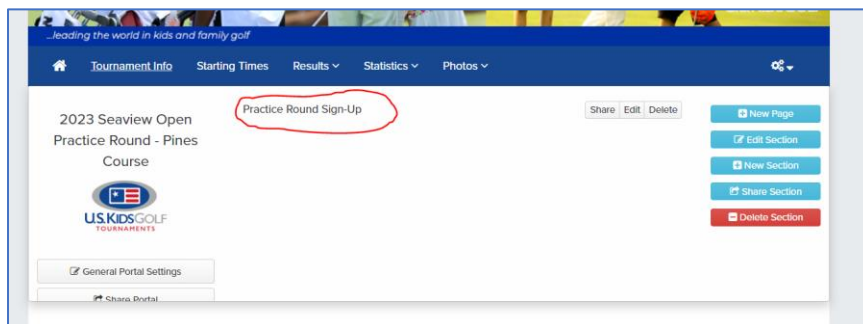 ...leading the world in kids and family golf
Tournament Info Starting Times Results Statistics Photos
2023 Seaview Open
Practice Round - Pines
Course
U.S.KIDSGOLF
TOURNAMENTS
General Portal Settings
Share Portal
Practice Round Sign-Up
Share Edit Delete
New Page
Edit Section
New Section
Share Section
Delete Section